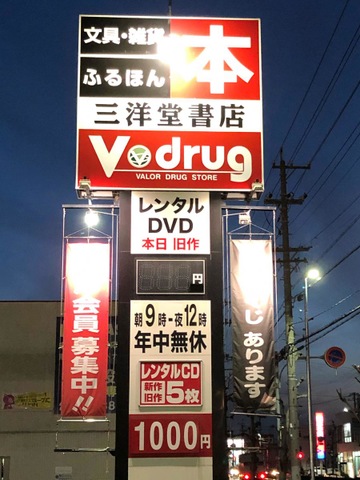 文具・雑貨
本
ふるほん
三洋堂書店
V♥drug
VALOR DRUG STORE
レンタル
DVD
本日 旧作
円
朝9時-夜12時
年中無休
レンタルCD
新作
旧作
5枚
1000円
会員募集中!!
じあります